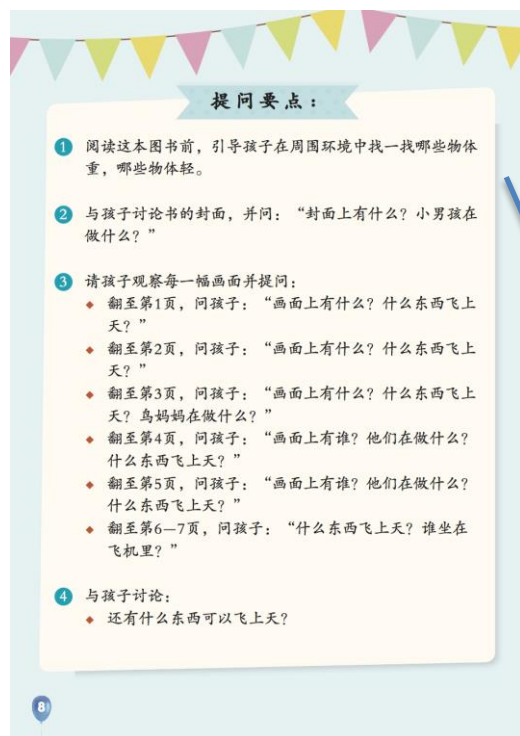 提问要点：
1 阅读这本图书前，引导孩子在周围环境中找一找哪些物体
重，哪些物体轻。
2 与孩子讨论书的封面，并问：“封面上有什么？小男孩在
做什么？”
3 请孩子观察每一幅画面并提问：
◆ 翻至第1页，问孩子：“画面上有什么？什么东西飞上
天？”
◆ 翻至第2页，问孩子：“画面上有什么？什么东西飞上
天？”
◆ 翻至第3页，问孩子：“画面上有什么？什么东西飞上
天？鸟妈妈在做什么？”
◆ 翻至第4页，问孩子：“画面上有谁？他们在做什么？
什么东西飞上天？”
◆ 翻至第5页，问孩子：“画面上有谁？他们在做什么？
什么东西飞上天？”
◆ 翻至第6—7页，问孩子：“什么东西飞上天？谁坐在
飞机里？”
4 与孩子讨论：
◆ 还有什么东西可以飞上天？
8